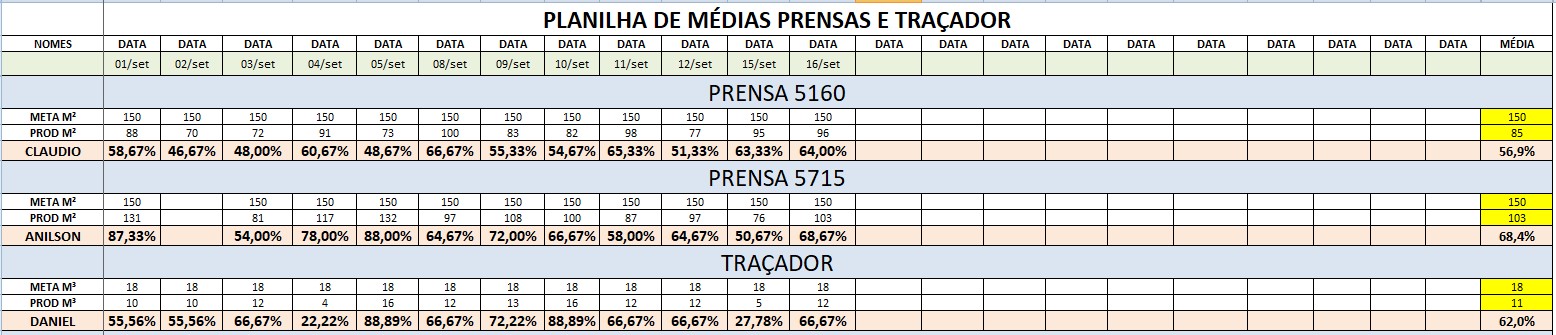 PLANILHA DE MÉDIAS PRENSAS E TRAÇADOR
NOMES DATA DATA DATA DATA DATA DATA DATA DATA DATA DATA DATA DATA DATA DATA DATA DATA DATA DATA DATA DATA DATA DATA MÉDIA
01/set 02/set 03/set 04/set 05/set 08/set 09/set 10/set 11/set 12/set 15/set 16/set
PRENSA 5160
META M² 150 150 150 150 150 150 150 150 150 150 150 150 150
PROD M² 88 70 72 91 73 100 83 82 98 77 95 96 85
CLAUDIO 58,67% 46,67% 48,00% 60,67% 48,67% 66,67% 55,33% 54,67% 65,33% 51,33% 63,33% 64,00% 56,9%
PRENSA 5715
META M² 150 150 150 150 150 150 150 150 150 150 150 150
PROD M² 131 81 117 132 97 108 100 87 97 76 103 103
ANILSON 87,33% 54,00% 78,00% 88,00% 64,67% 72,00% 66,67% 58,00% 64,67% 50,67% 68,67% 68,4%
TRAÇADOR
META M³ 18 18 18 18 18 18 18 18 18 18 18 18 18
PROD M³ 10 10 12 4 16 12 13 16 12 12 5 12 11
DANIEL 55,56% 55,56% 66,67% 22,22% 88,89% 66,67% 72,22% 88,89% 66,67% 66,67% 27,78% 66,67% 62,0%